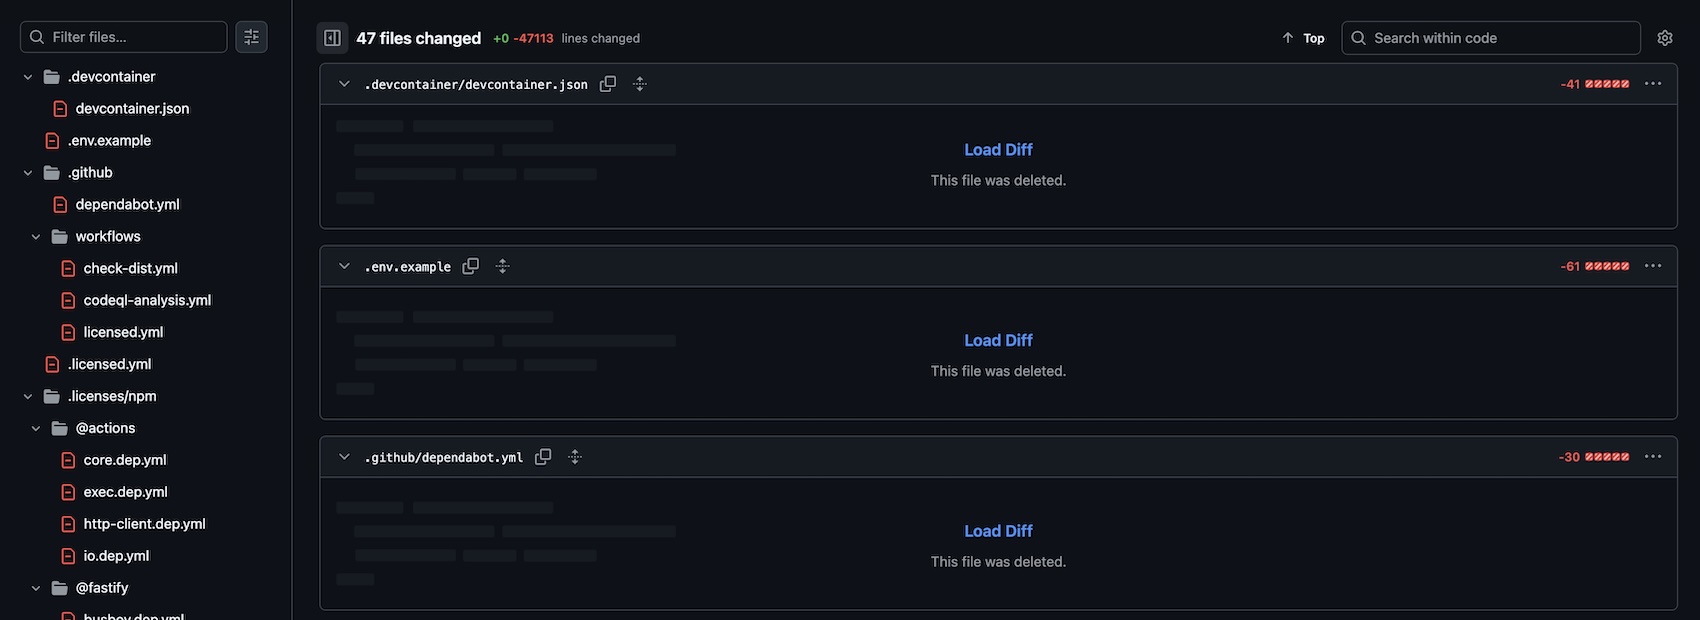 Filter files...
.devcontainer
devcontainer.json
.env.example
.github
dependabot.yml
workflows
check-dist.yml
codeql-analysis.yml
licensed.yml
.licensed.yml
.licenses/npm
@actions
core.dep.yml
exec.dep.yml
http-client.dep.yml
io.dep.yml
@fastify
busboy.dep.yml
47 files changed +0 -47113 lines changed
Top
Search within code
.devcontainer/devcontainer.json
-41
Load Diff
This file was deleted.
.env.example
-61
Load Diff
This file was deleted.
.github/dependabot.yml
-30
Load Diff
This file was deleted.